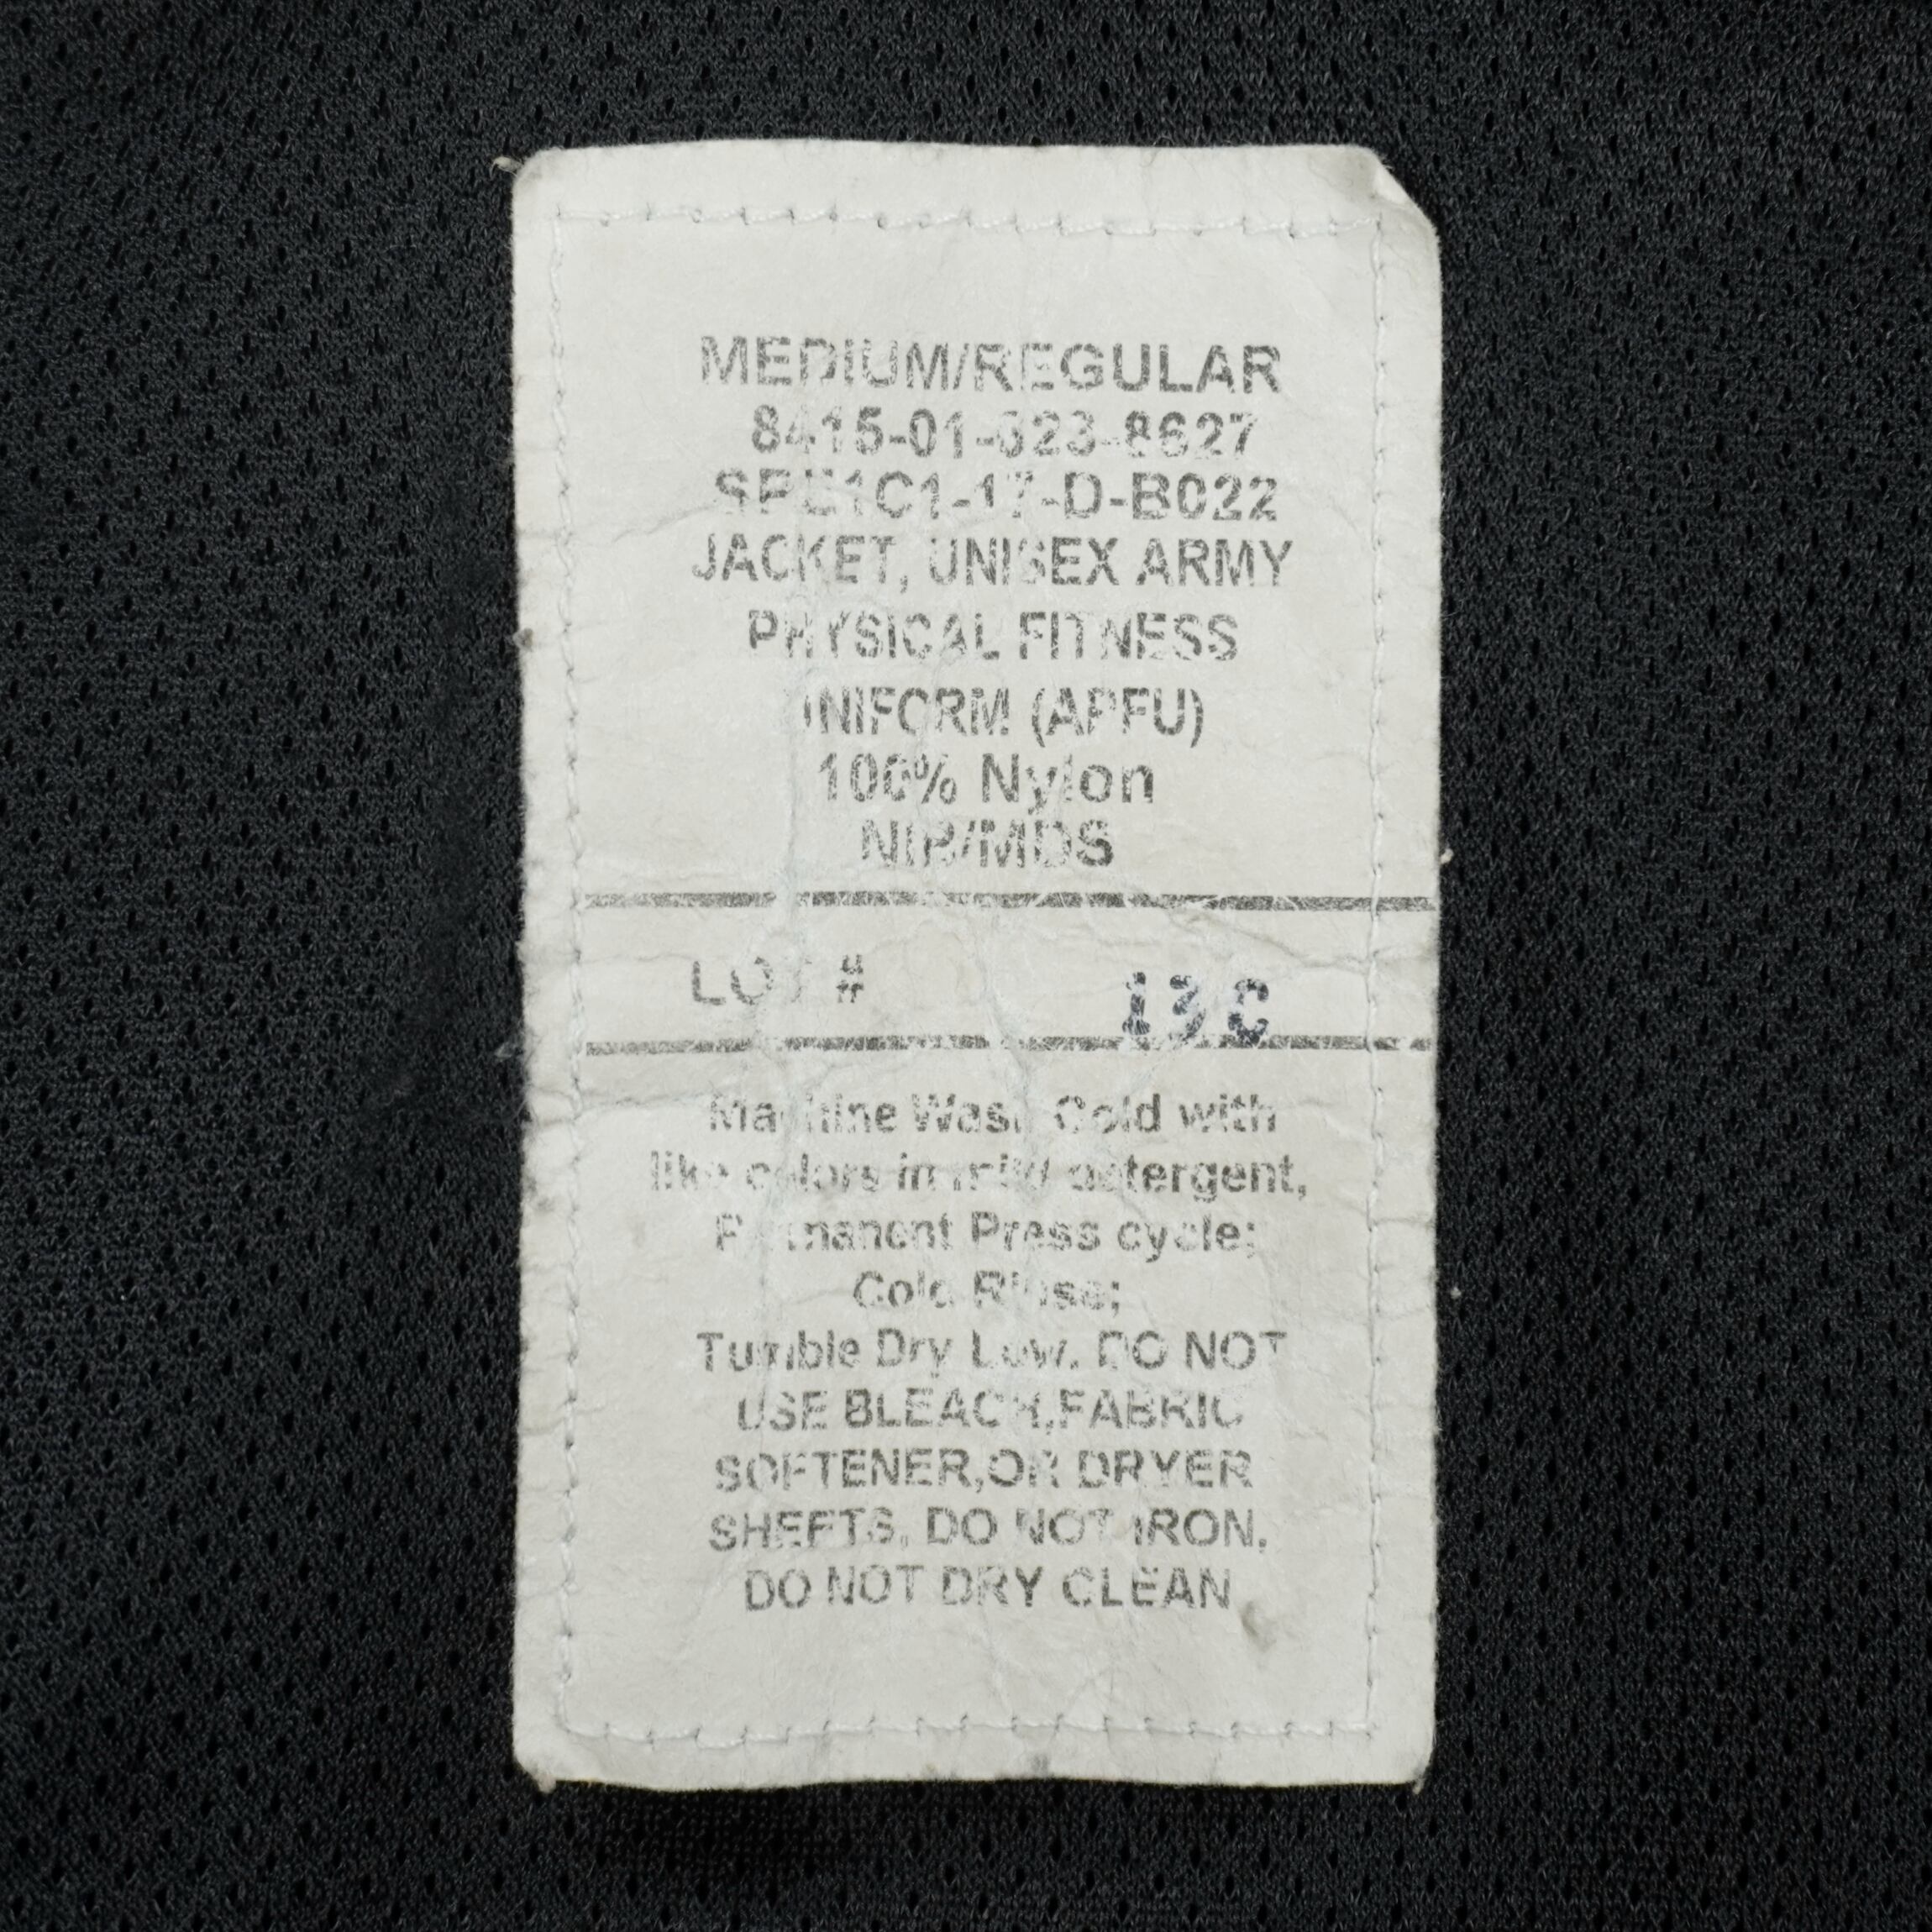 MEDIUM/REGULAR
8415-01-623-8627
SPE1C1-17-D-B022
JACKET, UNISEX ARMY
PHYSICAL FITNESS
UNIFORM (APFU)
100% Nylon
NIB/MDS
LOT #
13C
Machine Wash Cold with
like colors in mild detergent,
Permanent Press cycle;
Cold Rinse;
Tumble Dry Low. DO NOT
USE BLEACH,FABRIC
SOFTENER,OR DRYER
SHEETS, DO NOT IRON,
DO NOT DRY CLEAN